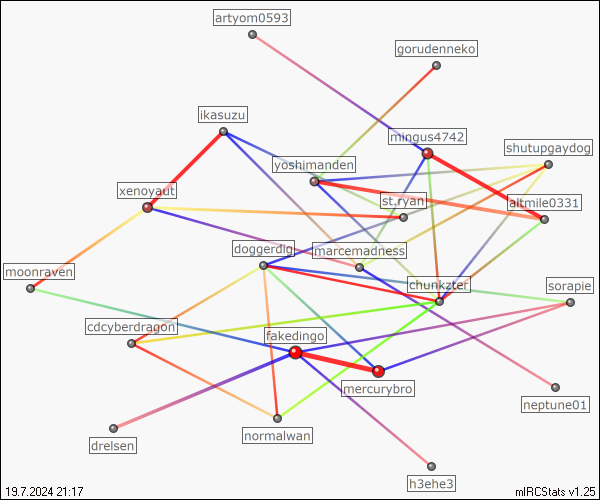 artyom0593
gorudenneko
ikasuzu
mingus4742
shutupgaydog
yoshimanden
xenoyaut
st.ryan
altmile0331
doggerdig
marcemadness
moonraven
chunkzter
sorapie
cdcyberdragon
fakedingo
mercurybro
neptune01
drelsen
normalwan
h3ehe3
19.7.2024 21:17
mIRCStats v1.25